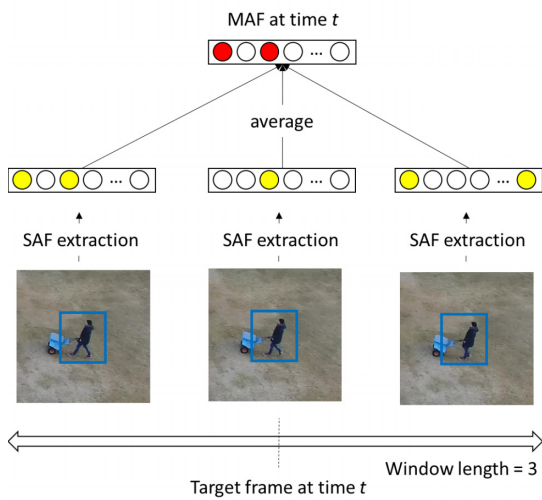 MAF at time t
...
average
...
...
...
SAF extraction
SAF extraction
SAF extraction
Window length = 3
Target frame at time t